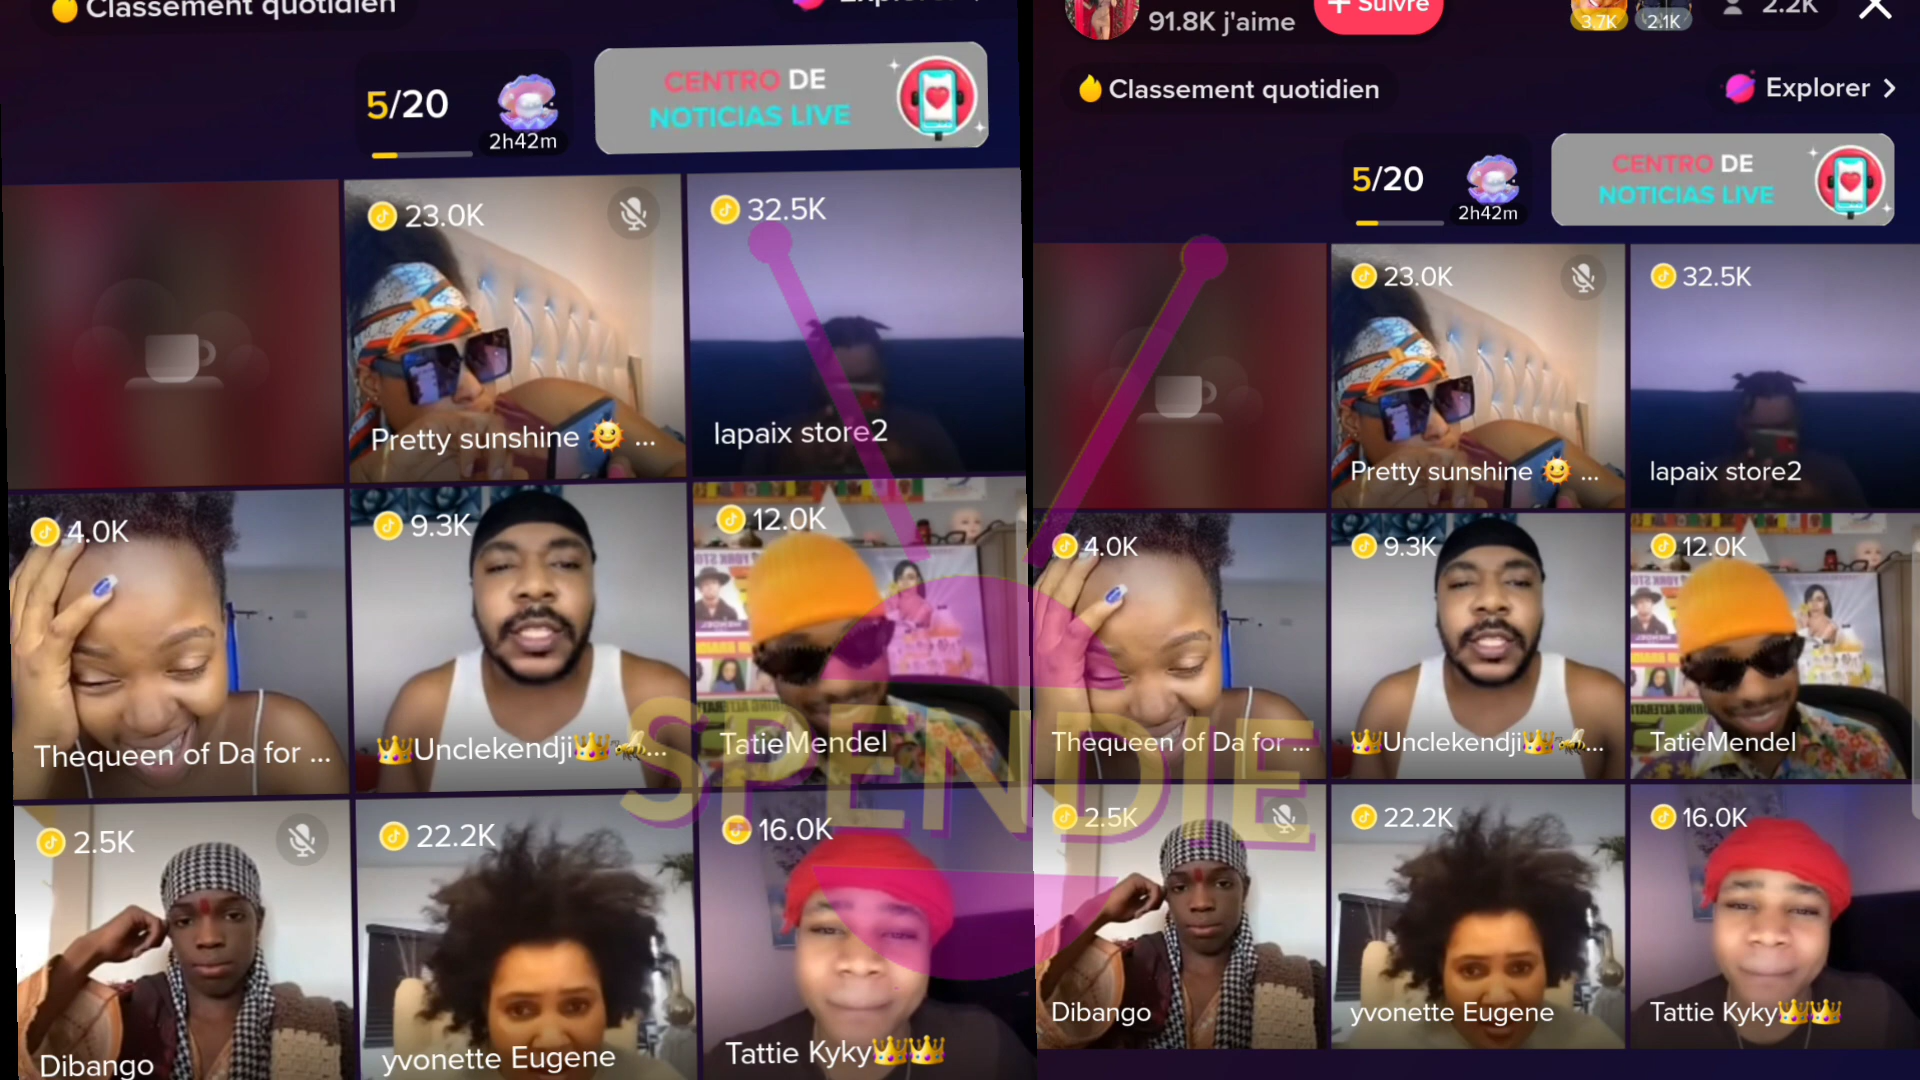 Classement quotidien
5/20
2h42m
CENTRO DE
NOTICIAS LIVE
23.0K
32.5K
Pretty sunshine 🌞 ...
lapaix store2
4.0K
9.3K
12.0K
Thequeen of Da for ...
👑Unclekendji👑🐝...
TatieMendel
2.5K
22.2K
16.0K
Dibango
yvonette Eugene
Tattie Kyky👑👑
91.8K j'aime
+ Suivre
3.7K
2.1K
2.2K
Classement quotidien
Explorer >
5/20
2h42m
CENTRO DE
NOTICIAS LIVE
23.0K
32.5K
Pretty sunshine 🌞 ...
lapaix store2
4.0K
9.3K
12.0K
Thequeen of Da for ...
👑Unclekendji👑🐝...
TatieMendel
2.5K
22.2K
16.0K
Dibango
yvonette Eugene
Tattie Kyky👑👑
SPENDIE